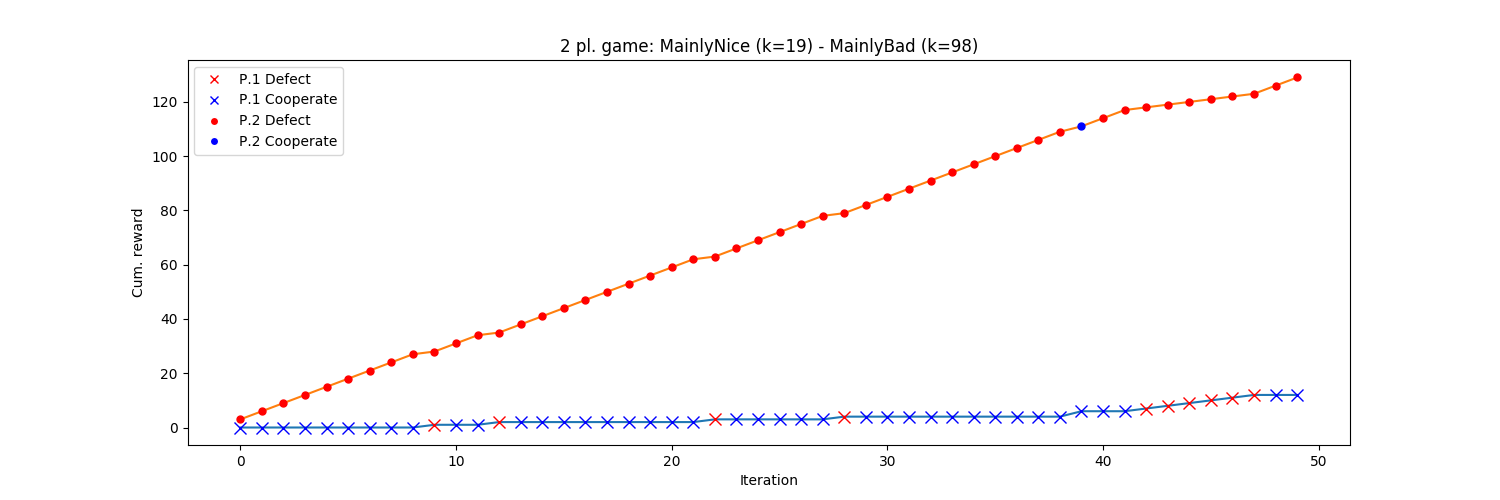 2 pl. game: MainlyNice (k=19) - MainlyBad (k=98)
P.1 Defect
P.1 Cooperate
P.2 Defect
P.2 Cooperate
120
100
80
60
40
20
0
Cum. reward
0 10 20 30 40 50
Iteration